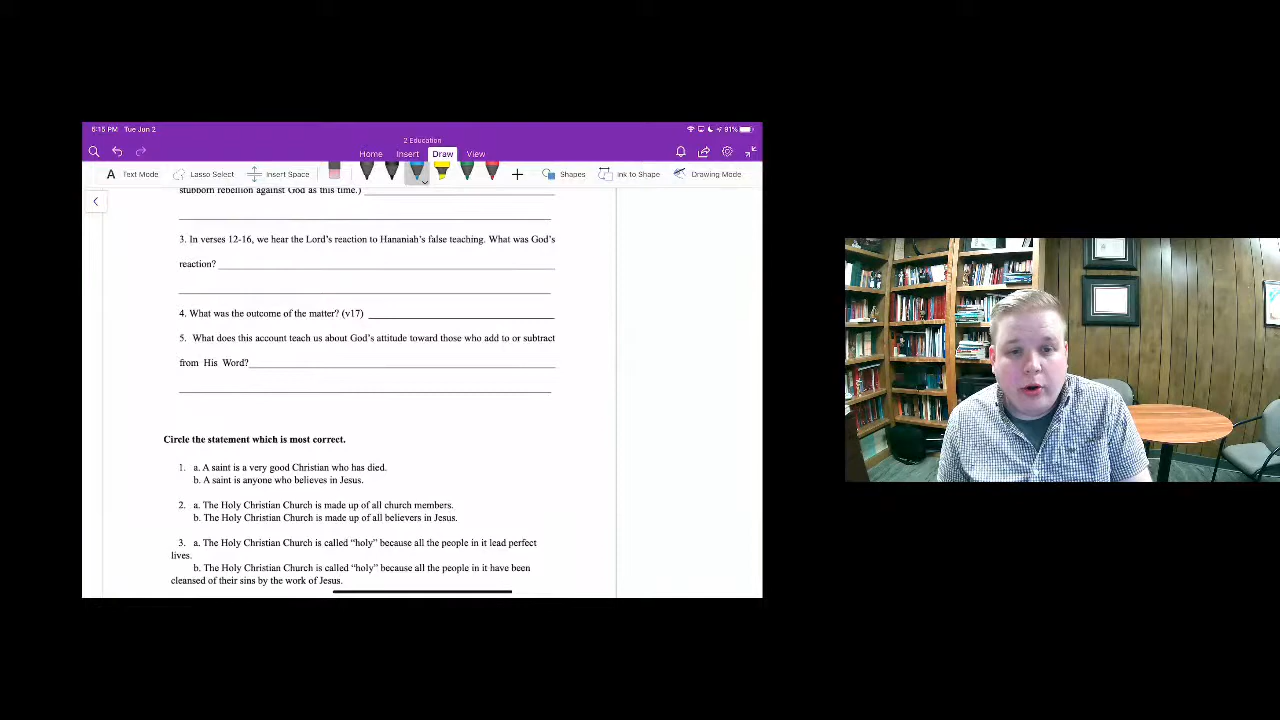 6:15 PM Tue Jun 2
91%
2 Education
Home Insert Draw View
Text Mode Lasso Select Insert Space Shapes Ink to Shape Drawing Mode
stubborn rebellion against God as this time.)
3. In verses 12-16, we hear the Lord's reaction to Hananiah's false teaching. What was God's
reaction?
4. What was the outcome of the matter? (v17)
5. What does this account teach us about God's attitude toward those who add to or subtract
from His Word?
Circle the statement which is most correct.
1. a. A saint is a very good Christian who has died.
b. A saint is anyone who believes in Jesus.
2. a. The Holy Christian Church is made up of all church members.
b. The Holy Christian Church is made up of all believers in Jesus.
3. a. The Holy Christian Church is called “holy” because all the people in it lead perfect
lives.
b. The Holy Christian Church is called “holy” because all the people in it have been
cleansed of their sins by the work of Jesus.